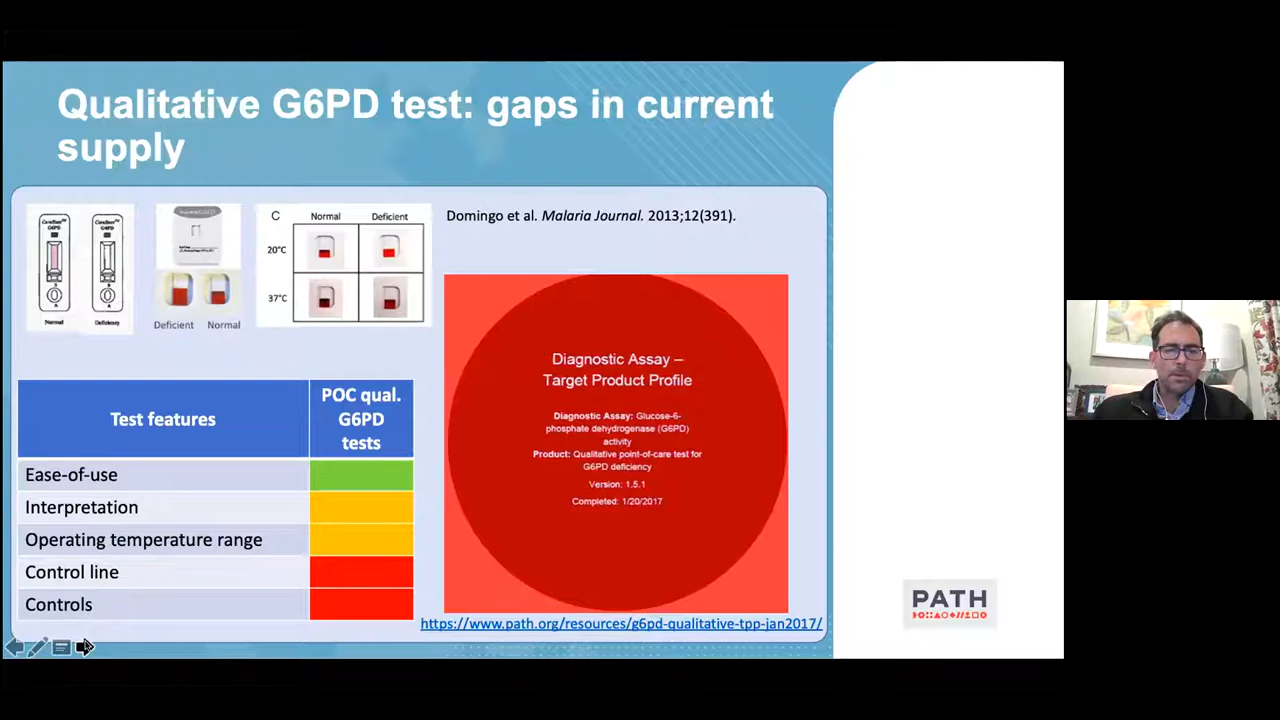 Qualitative G6PD test: gaps in current
supply
CareStart™
G6PD
CareStart™
G6PD
Normal
Deficiency
Deficient
Normal
C
Normal
Deficient
20°C
37°C
Domingo et al. Malaria Journal. 2013;12(391).
Diagnostic Assay –
Target Product Profile
Diagnostic Assay: Glucose-6-
phosphate dehydrogenase (G6PD)
activity
Product: Qualitative point-of-care test for
G6PD deficiency
Version: 1.5.1
Completed: 1/20/2017
Test features
POC qual.
G6PD
tests
Ease-of-use
Interpretation
Operating temperature range
Control line
Controls
https://www.path.org/resources/g6pd-qualitative-tpp-jan2017/
PATH